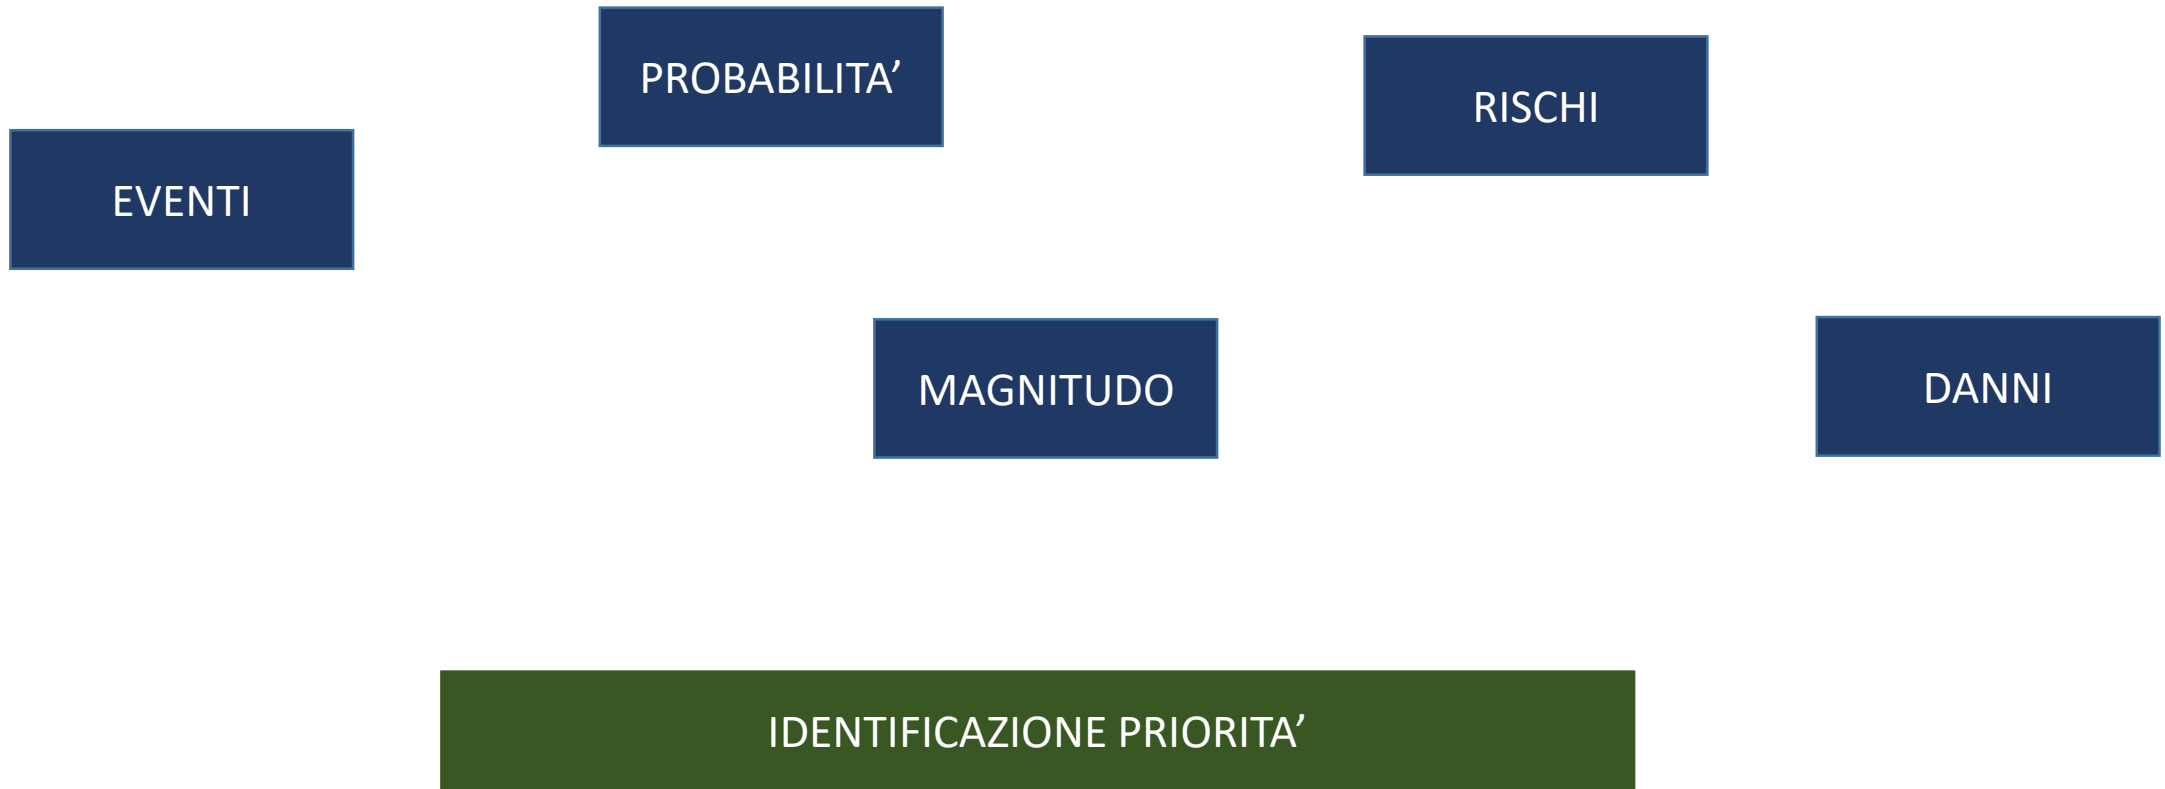 PROBABILITA’
RISCHI
EVENTI
MAGNITUDO
DANNI
IDENTIFICAZIONE PRIORITA’